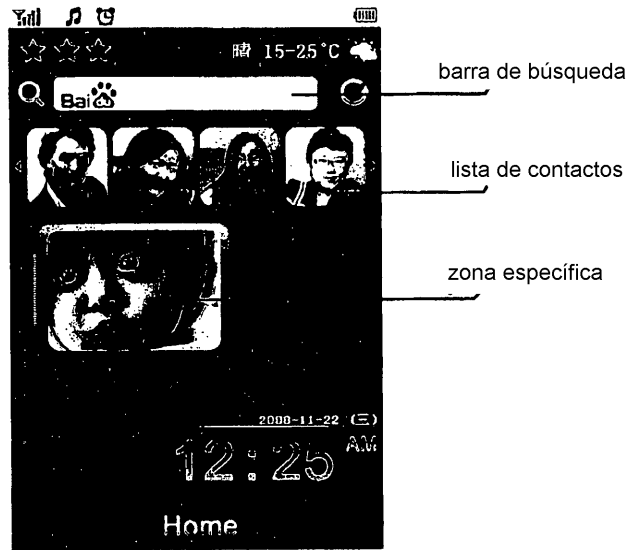 晴 15-25°C
Bai
barra de búsqueda
lista de contactos
zona específica
2008-11-22 (三)
AM
12:25
Home